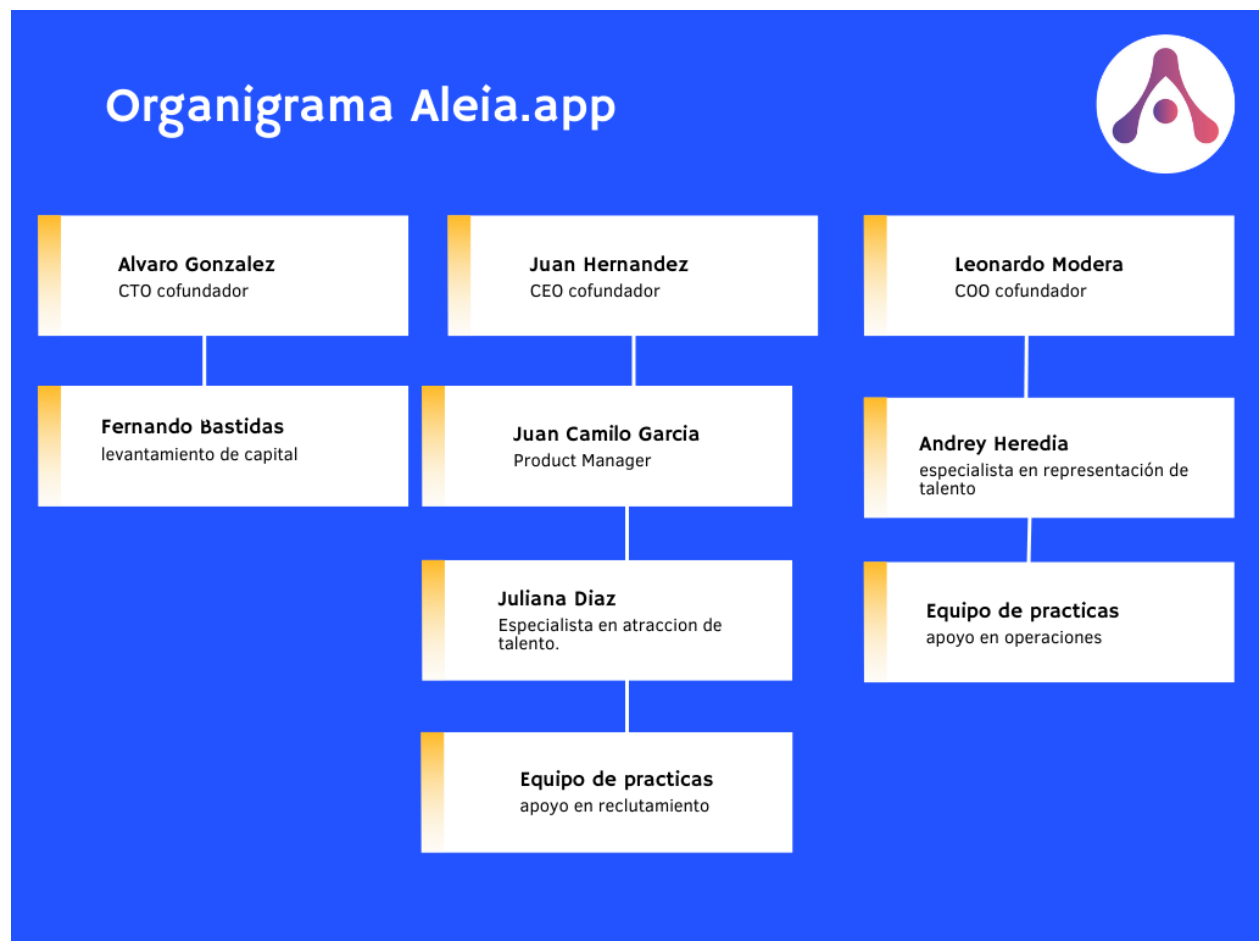 Organigrama Aleia.app
Alvaro Gonzalez
CTO cofundador
Juan Hernandez
CEO cofundador
Leonardo Modera
COO cofundador
Fernando Bastidas
levantamiento de capital
Juan Camilo Garcia
Product Manager
Andrey Heredia
especialista en representación de
talento
Juliana Diaz
Especialista en atraccion de
talento.
Equipo de practicas
apoyo en operaciones
Equipo de practicas
apoyo en reclutamiento